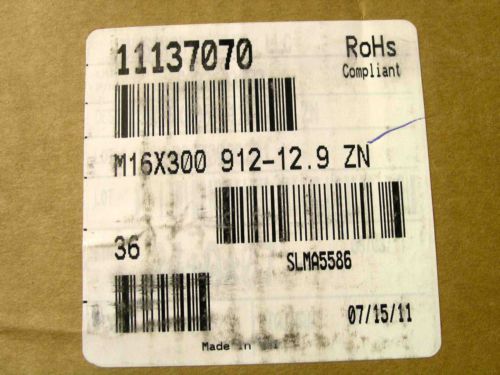 11137070
RoHs
Compliant
M16X300 912-12.9 ZN
36
SLMA5586
07/15/11
Made in